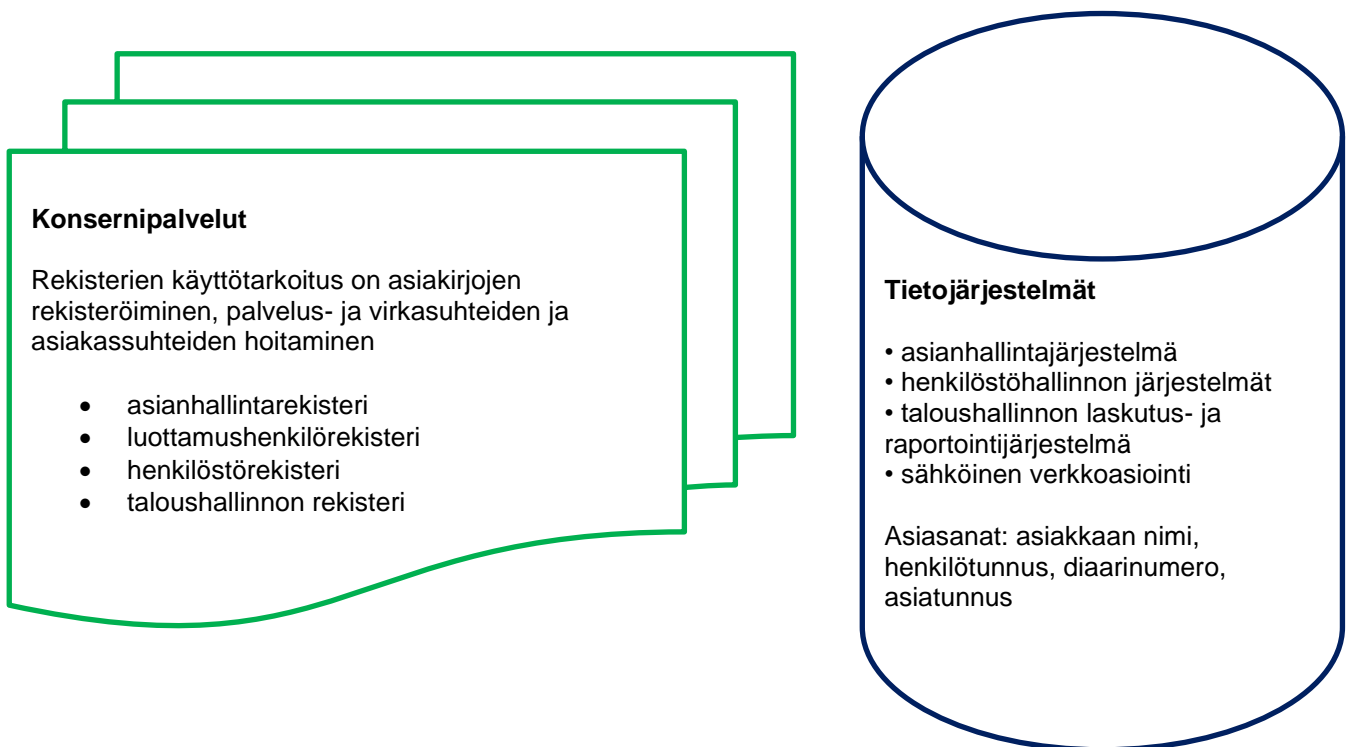 Konsernipalvelut
Rekisterien käyttötarkoitus on asiakirjojen
rekisteröiminen, palvelus- ja virkasuhteiden ja
asiakassuhteiden hoitaminen
• asianhallintarekisteri
• luottamushenkilörekisteri
• henkilöstörekisteri
• taloushallinnon rekisteri
Tietojärjestelmät
• asianhallintajärjestelmä
• henkilöstöhallinnon järjestelmät
• taloushallinnon laskutus- ja
raportointijärjestelmä
• sähköinen verkkoasiointi
Asiasanat: asiakkaan nimi,
henkilötunnus, diaarinumero,
asiatunnus